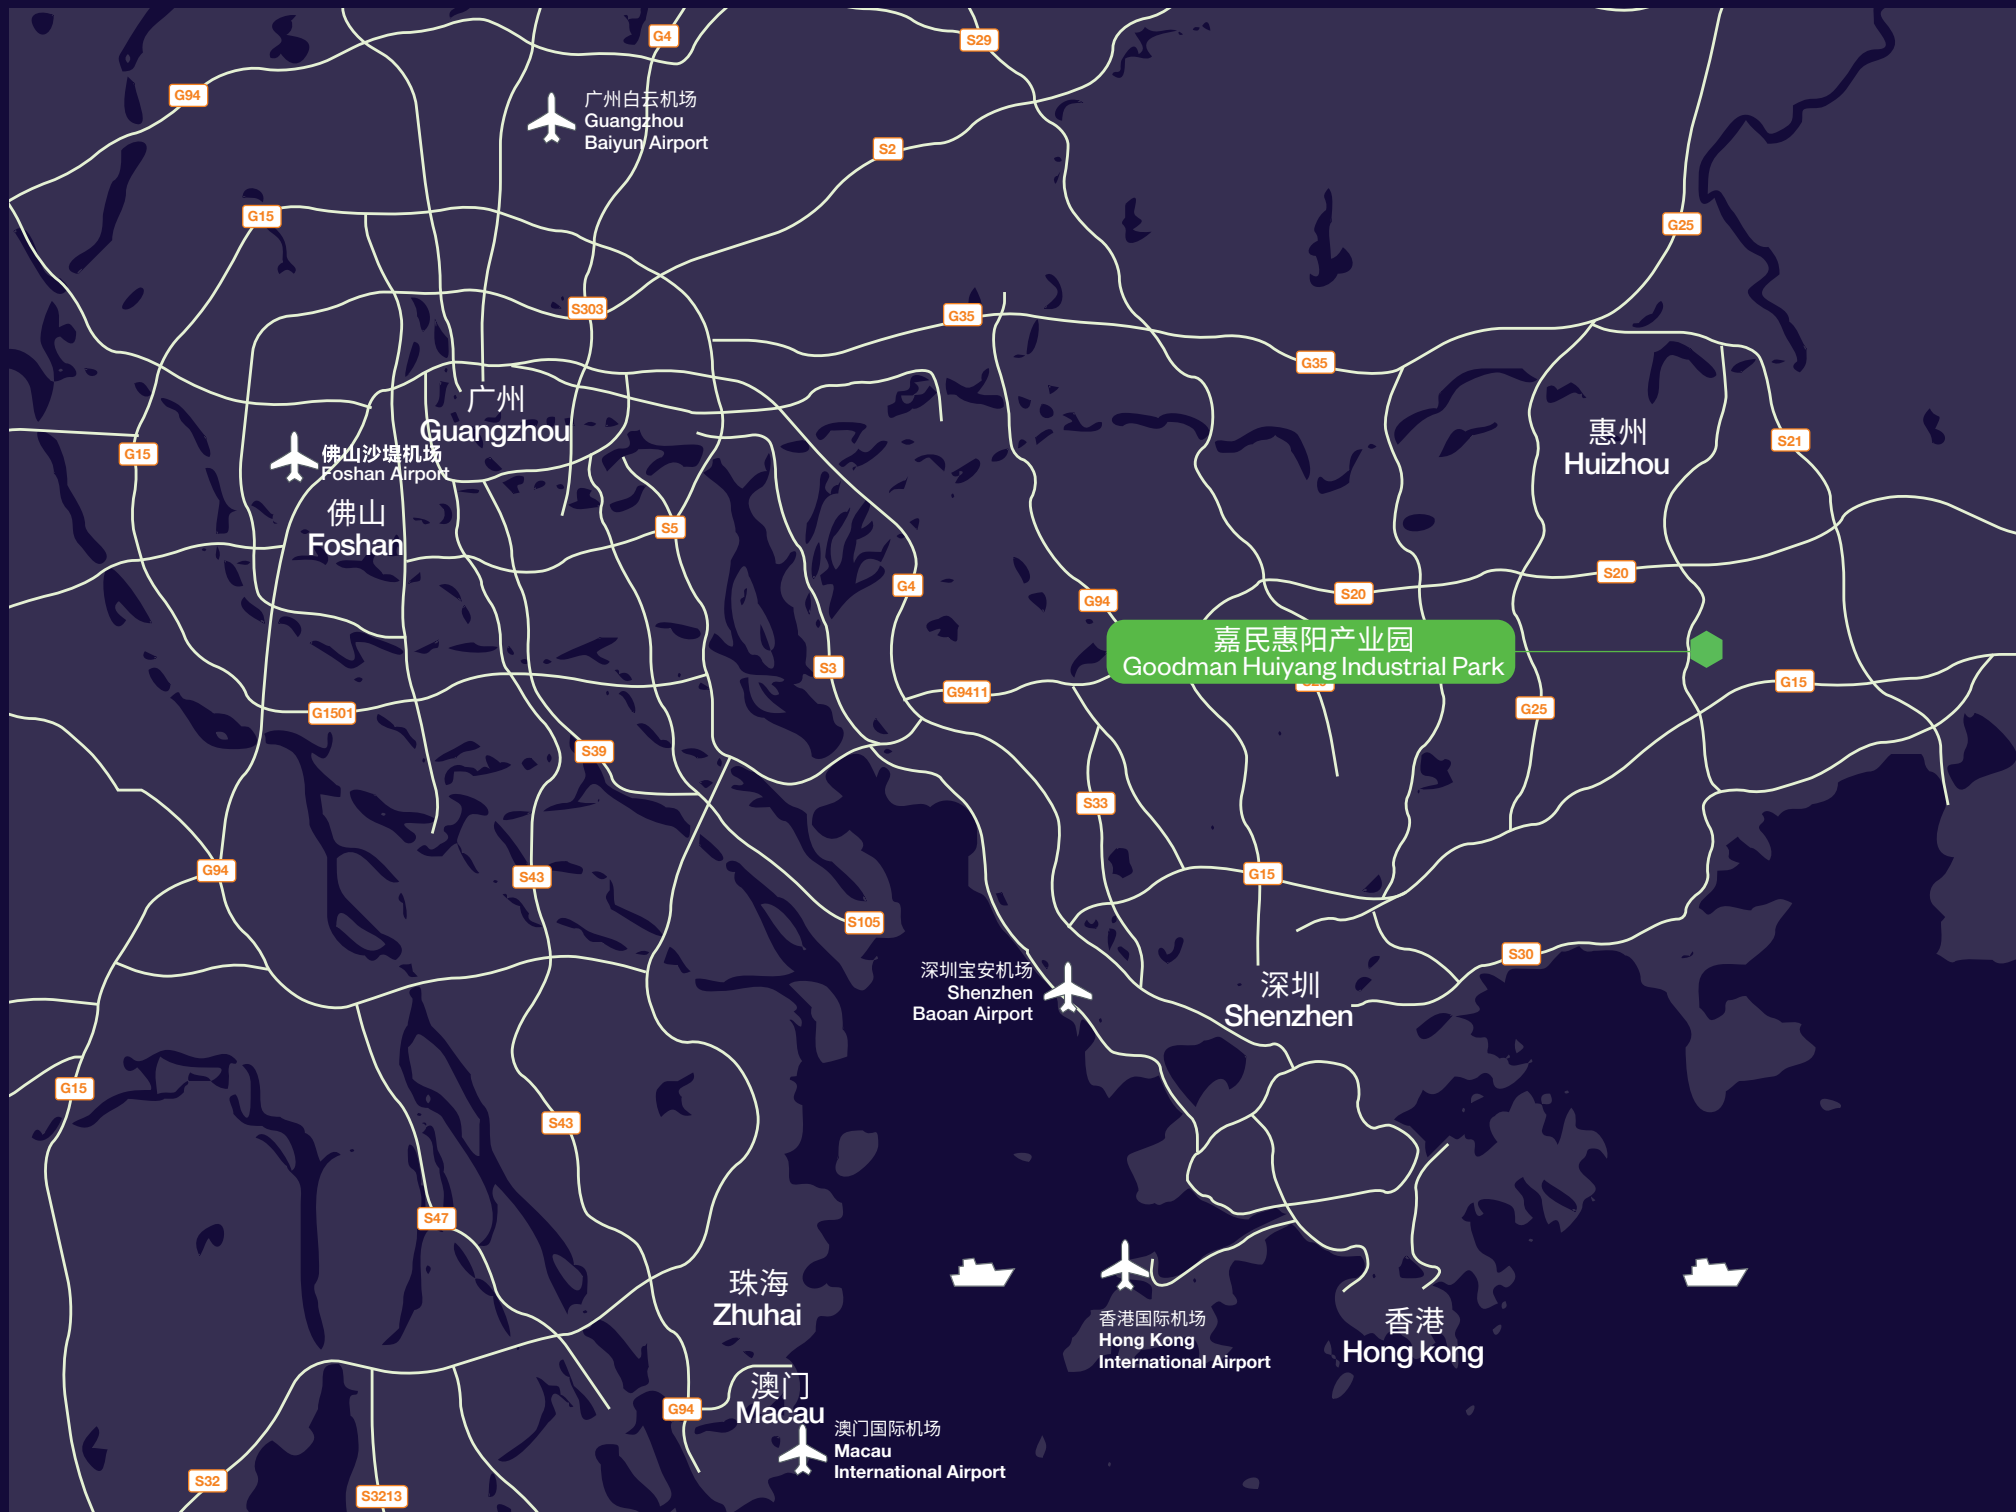 G4
S29
G94
广州白云机场
Guangzhou
Baiyun Airport
S2
G15
G25
S303
G35
G35
广州
Guangzhou
惠州
Huizhou
S21
G15
佛山沙堤机场
Foshan Airport
佛山
Foshan
S5
S20
G4
S20
G94
嘉民惠阳产业园
Goodman Huiyang Industrial Park
S3
G9411
G15
G25
G1501
S39
S33
G94
S43
G15
S105
S30
深圳宝安机场
Shenzhen
Baoan Airport
深圳
Shenzhen
G15
S43
S47
珠海
Zhuhai
香港国际机场
Hong Kong
International Airport
香港
Hong kong
澳门
Macau
G94
澳门国际机场
Macau
International Airport
S32
S3213